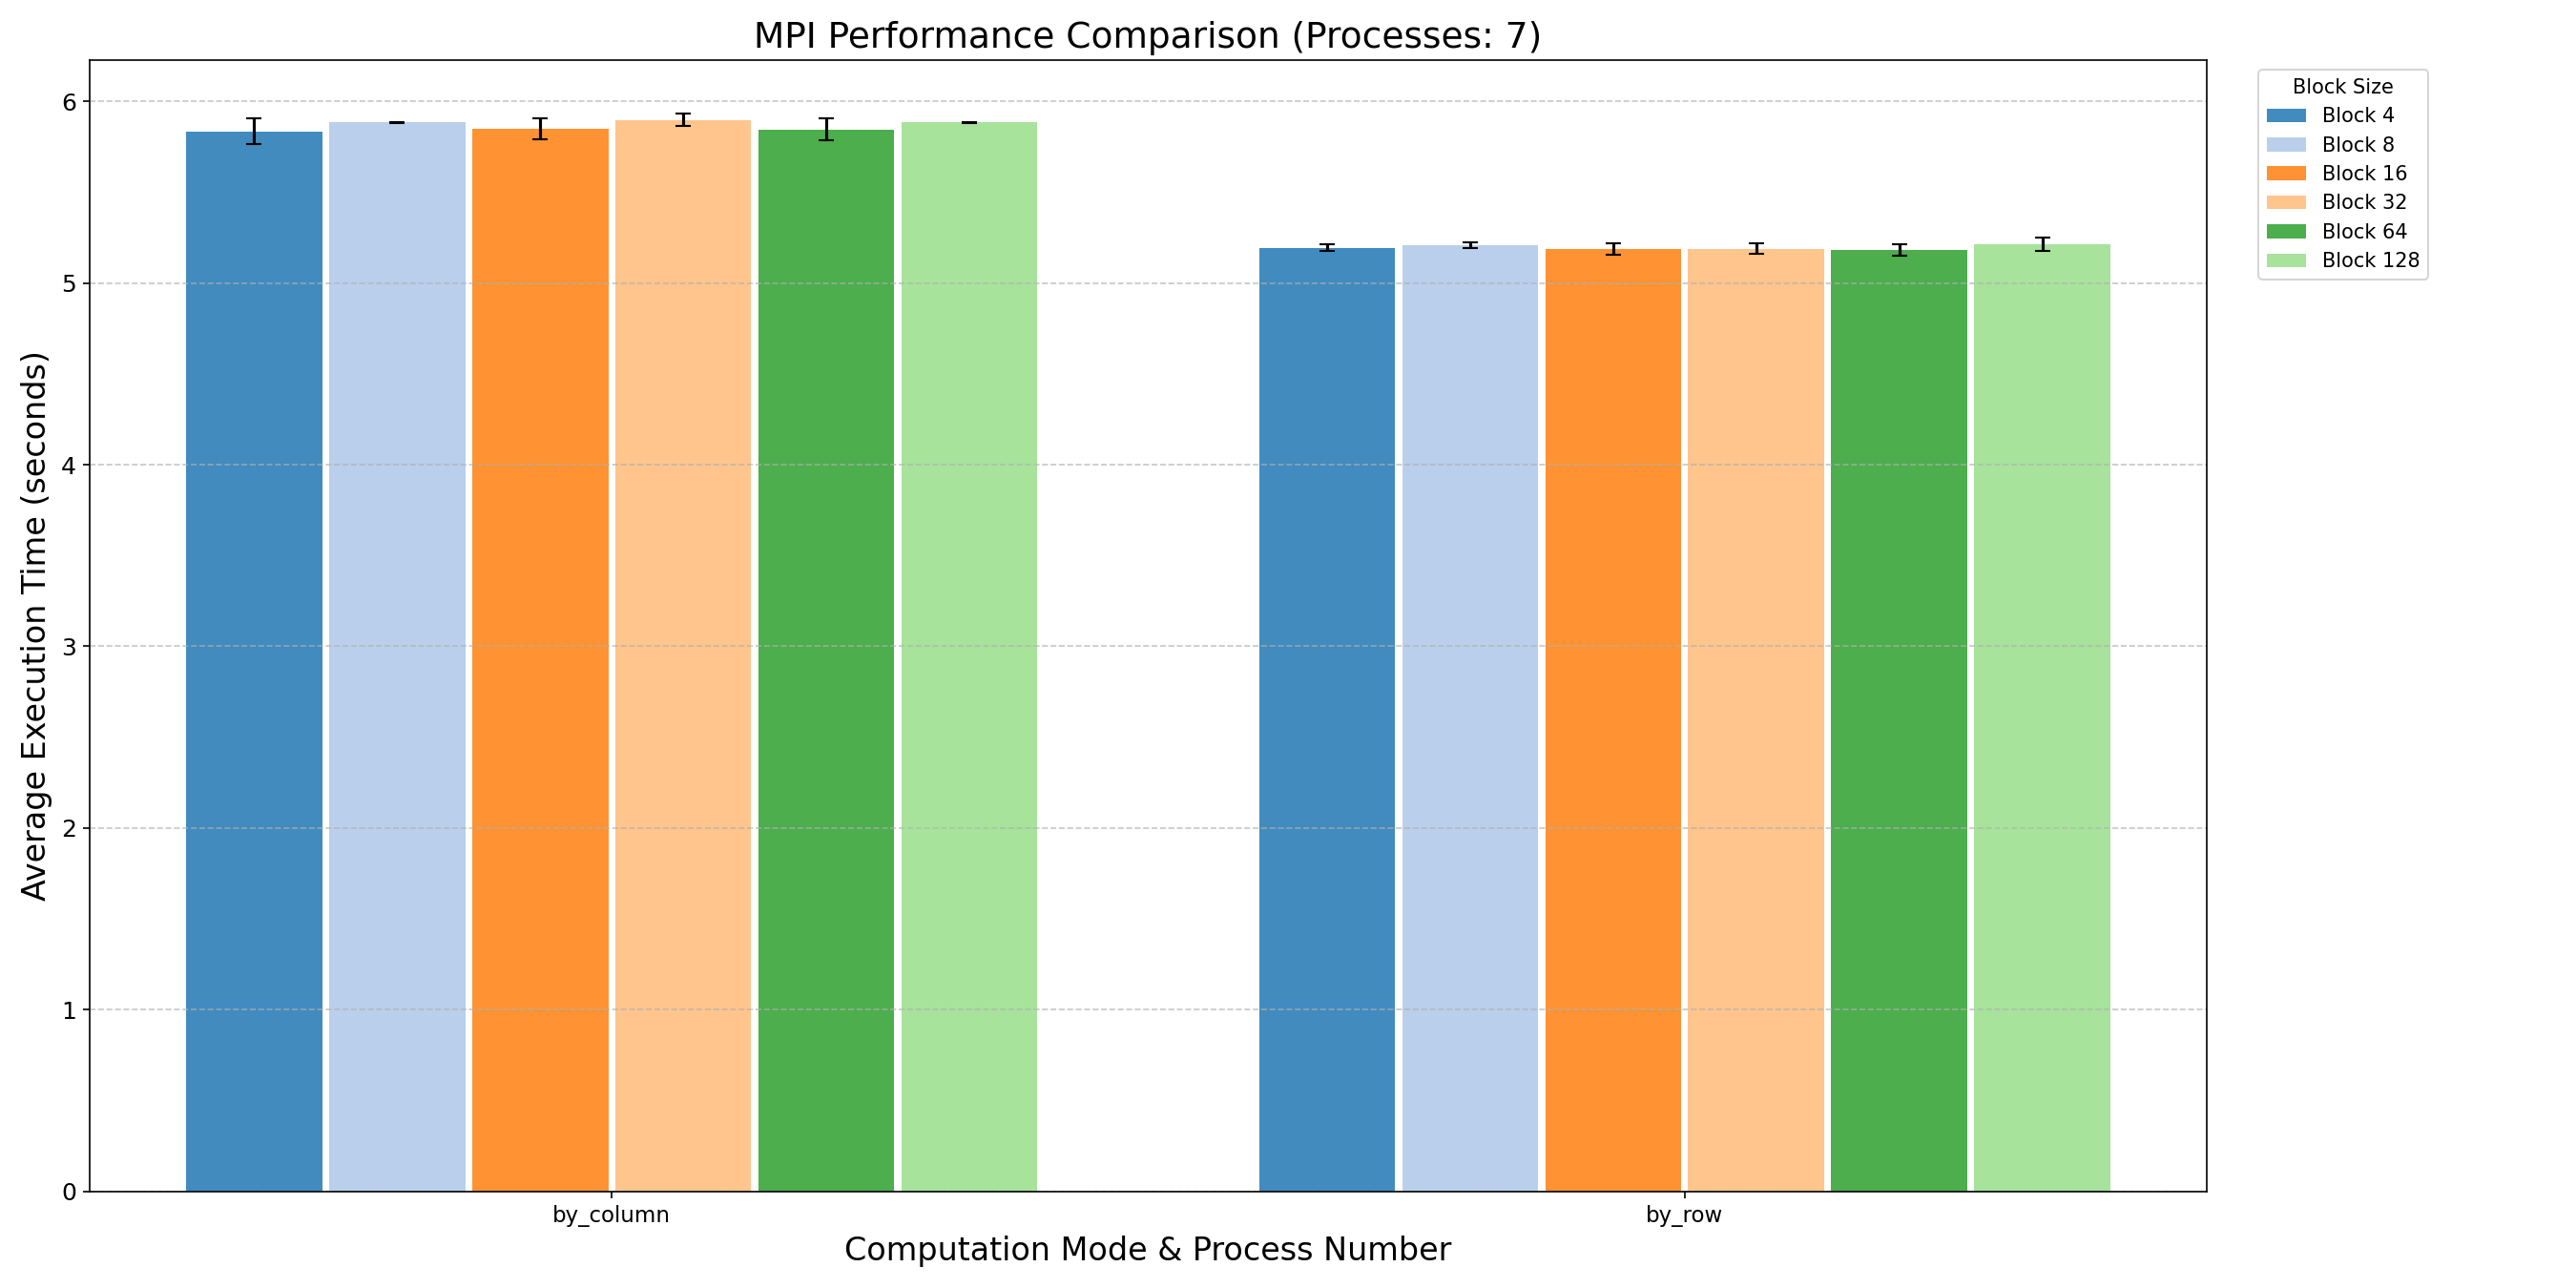 MPI Performance Comparison (Processes: 7)
Average Execution Time (seconds)
6
5
4
3
2
1
0
by_column
by_row
Computation Mode & Process Number
Block Size
Block 4
Block 8
Block 16
Block 32
Block 64
Block 128